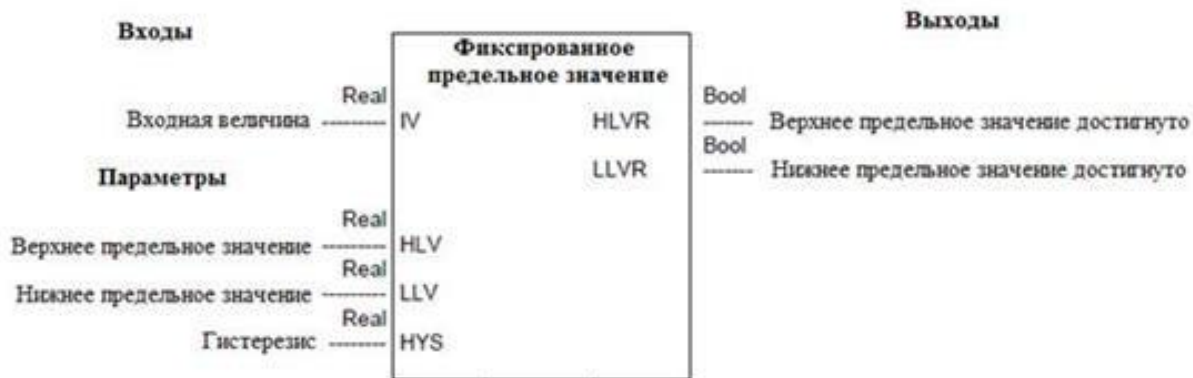 Входы
Выходы
Фиксированное
предельное значение
Real
Входная величина -------- IV
HLVR
Bool
------- Верхнее предельное значение достигнуто
LLVR
Bool
------- Нижнее предельное значение достигнуто
Параметры
Real
Верхнее предельное значение -------- HLV
Real
Нижнее предельное значение -------- LLV
Real
Гистерезис -------- HYS